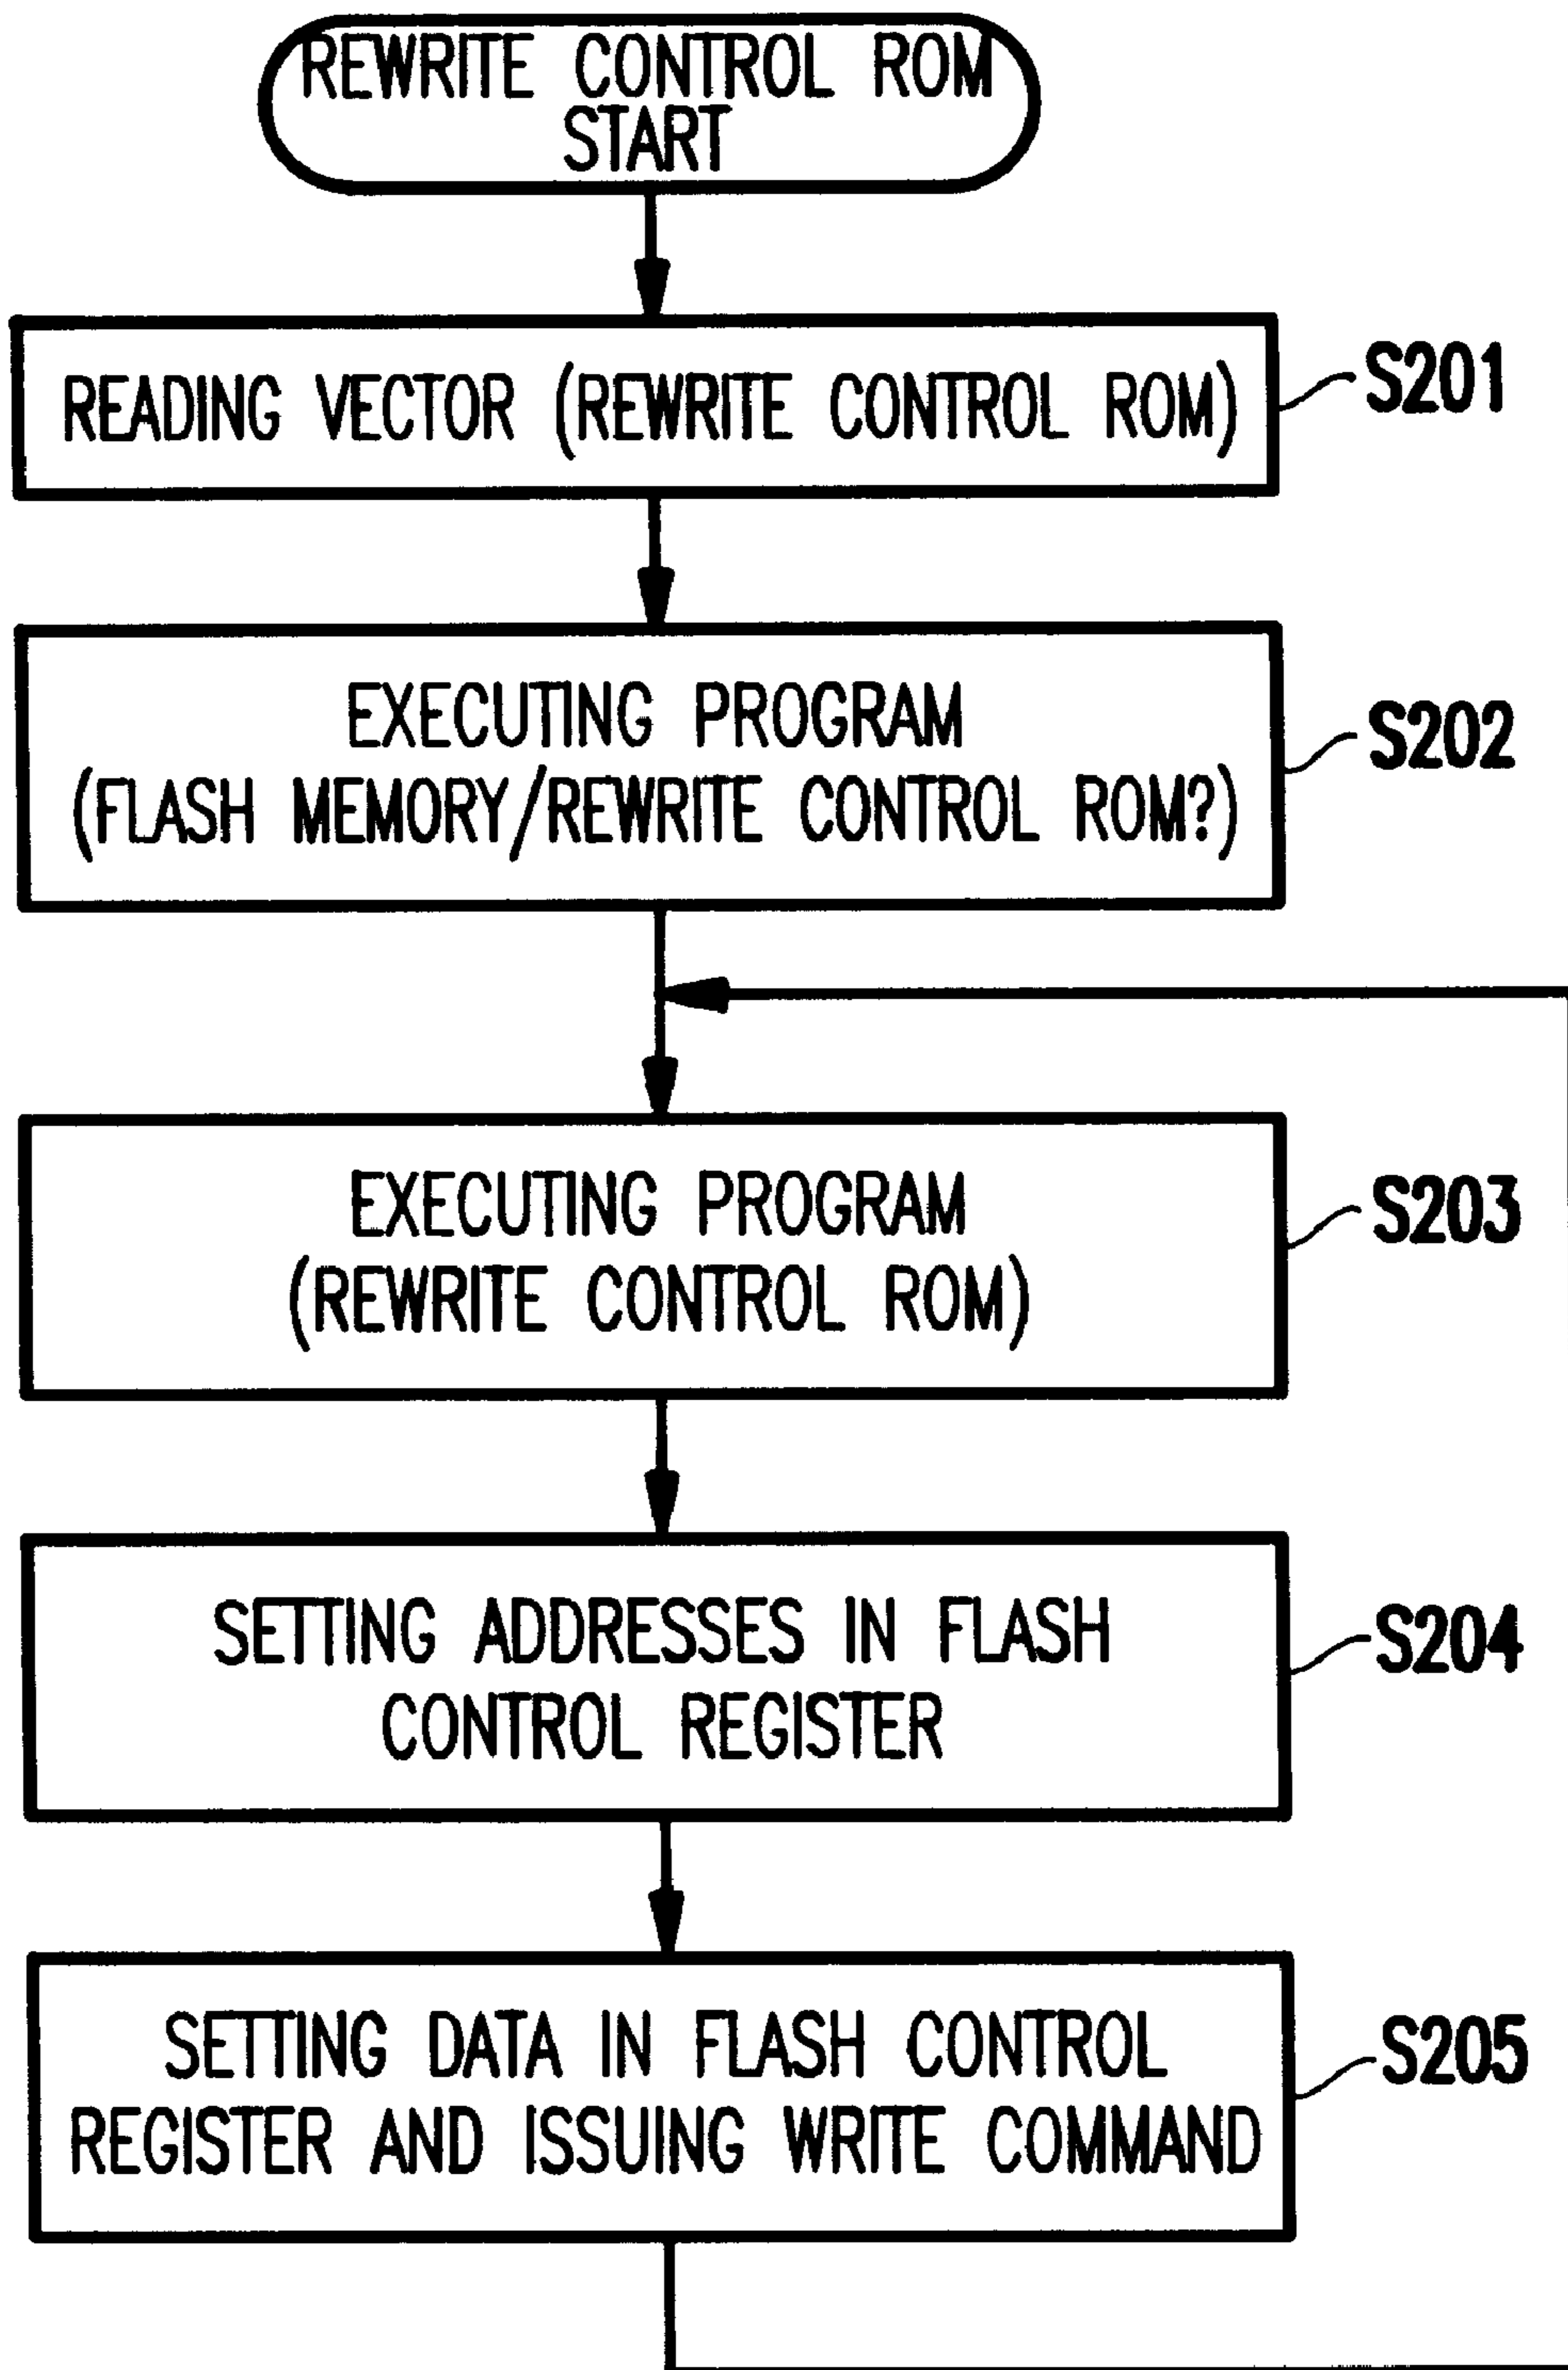 REWRITE CONTROL ROM
START
READING VECTOR (REWRITE CONTROL ROM)
S201
EXECUTING PROGRAM
(FLASH MEMORY/REWRITE CONTROL ROM?)
S202
EXECUTING PROGRAM
(REWRITE CONTROL ROM)
S203
SETTING ADDRESSES IN FLASH
CONTROL REGISTER
S204
SETTING DATA IN FLASH CONTROL
REGISTER AND ISSUING WRITE COMMAND
S205